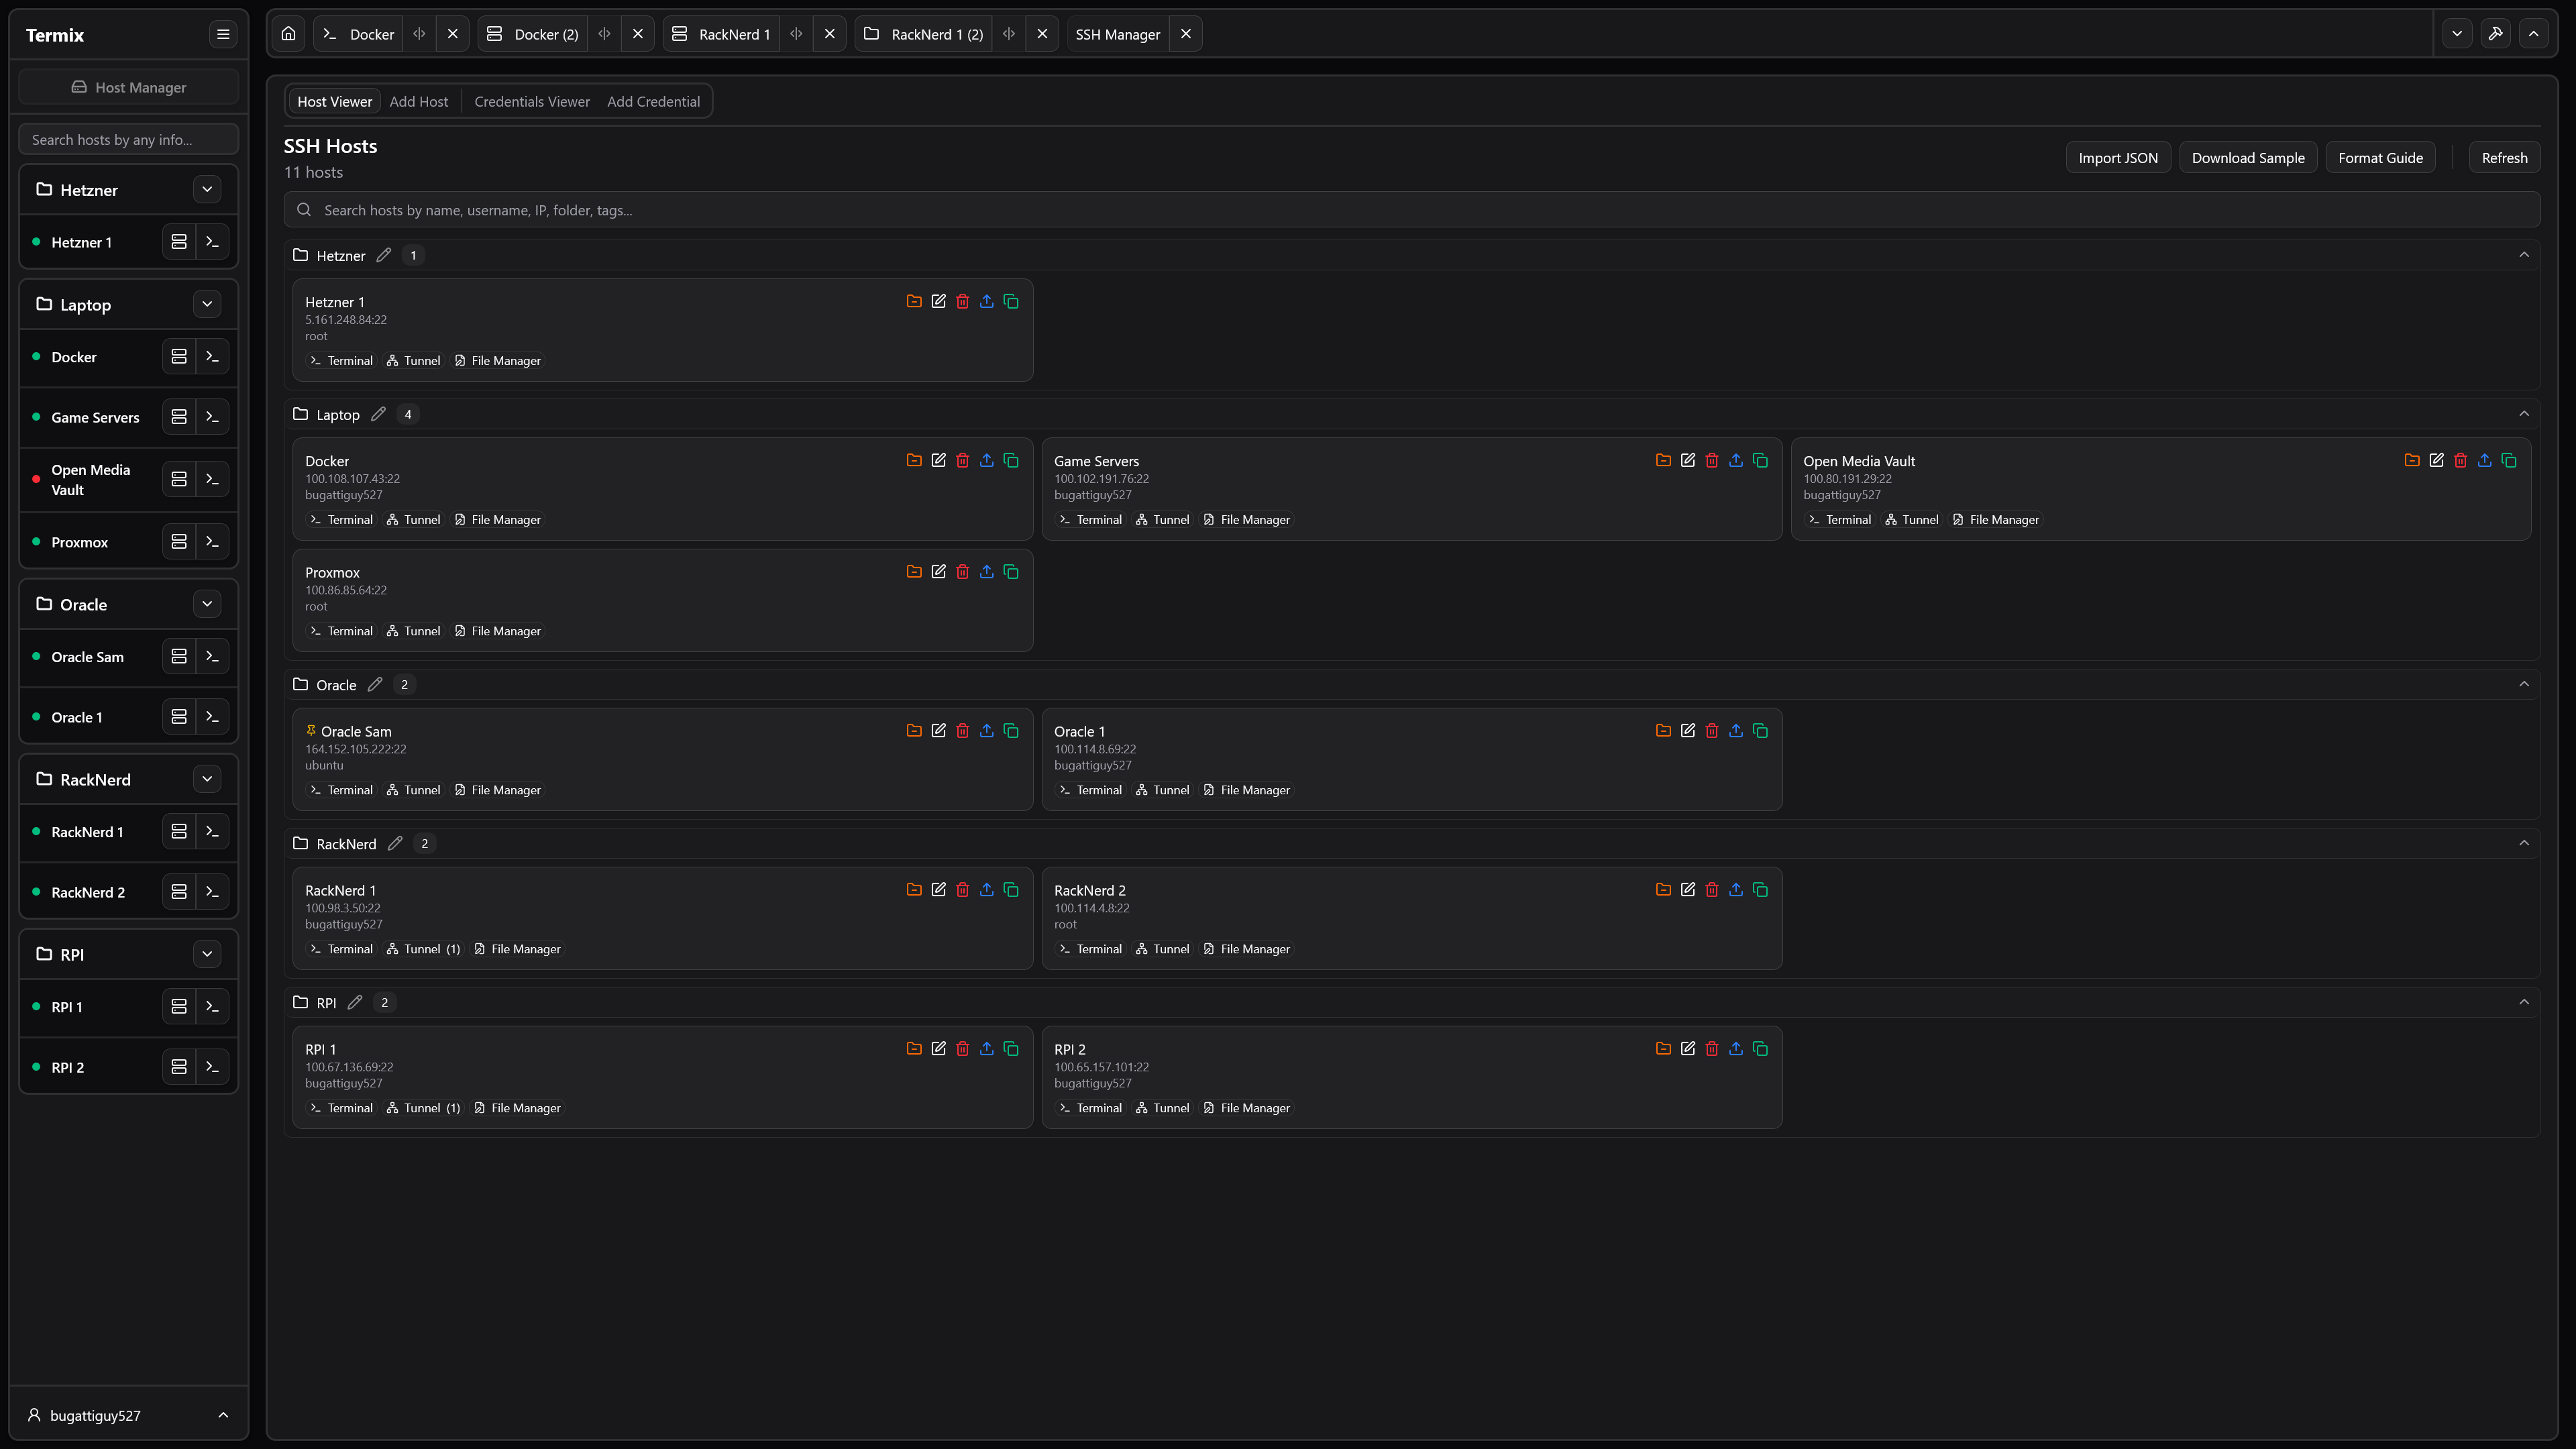 Termix
Host Manager
Search hosts by any info...
Hetzner
Hetzner 1
Laptop
Docker
Game Servers
Open Media
Vault
Proxmox
Oracle
Oracle Sam
Oracle 1
RackNerd
RackNerd 1
RackNerd 2
RPI
RPI 1
RPI 2
bugattiguy527
Docker Docker (2) RackNerd 1 RackNerd 1 (2) SSH Manager
Host Viewer Add Host Credentials Viewer Add Credential
SSH Hosts
11 hosts
Import JSON Download Sample Format Guide Refresh
Search hosts by name, username, IP, folder, tags...
Hetzner 1
Hetzner 1
5.161.248.84:22
root
Terminal Tunnel File Manager
Laptop 4
Docker
100.108.107.43:22
bugattiguy527
Terminal Tunnel File Manager
Game Servers
100.102.191.76:22
bugattiguy527
Terminal Tunnel File Manager
Open Media Vault
100.80.191.29:22
bugattiguy527
Terminal Tunnel File Manager
Proxmox
100.86.85.64:22
root
Terminal Tunnel File Manager
Oracle 2
Oracle Sam
164.152.105.222:22
ubuntu
Terminal Tunnel File Manager
Oracle 1
100.114.8.69:22
bugattiguy527
Terminal Tunnel File Manager
RackNerd 2
RackNerd 1
100.98.3.50:22
bugattiguy527
Terminal Tunnel (1) File Manager
RackNerd 2
100.114.4.8:22
root
Terminal Tunnel File Manager
RPI 2
RPI 1
100.67.136.69:22
bugattiguy527
Terminal Tunnel (1) File Manager
RPI 2
100.65.157.101:22
bugattiguy527
Terminal Tunnel File Manager